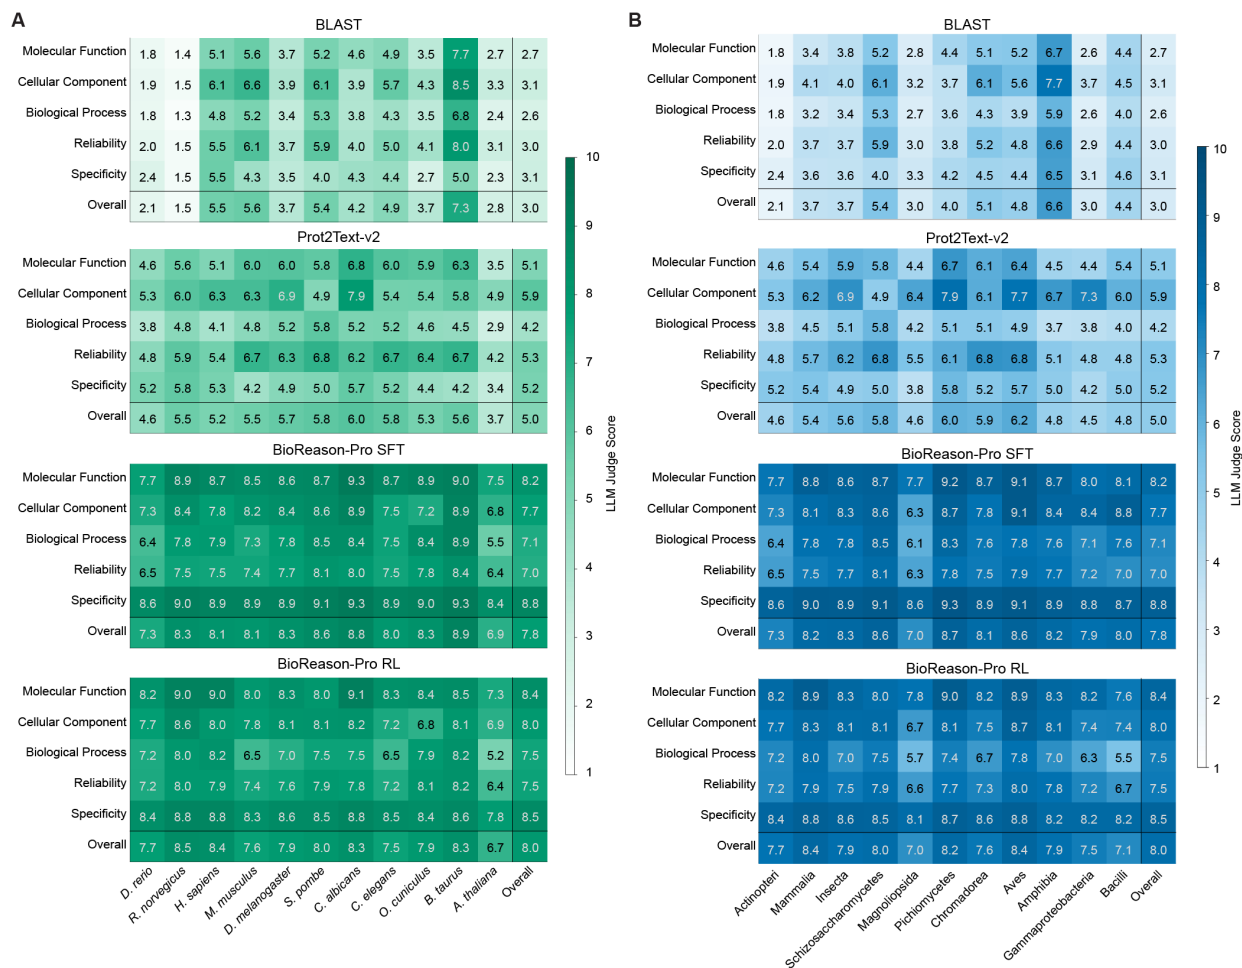 A
BLAST
Molecular Function 1.8 1.4 5.1 5.6 3.7 5.2 4.6 4.9 3.5 7.7 2.7 2.7
Cellular Component 1.9 1.5 6.1 6.6 3.9 6.1 3.9 5.7 4.3 8.5 3.3 3.1
Biological Process 1.8 1.3 4.8 5.2 3.4 5.3 3.8 4.3 3.5 6.8 2.4 2.6
Reliability 2.0 1.5 5.5 6.1 3.7 5.9 4.0 5.0 4.1 8.0 3.1 3.0
Specificity 2.4 1.5 5.5 4.3 3.5 4.0 4.3 4.4 2.7 5.0 2.3 3.1
Overall 2.1 1.5 5.5 5.6 3.7 5.4 4.2 4.9 3.7 7.3 2.8 3.0
Prot2Text-v2
Molecular Function 4.6 5.6 5.1 6.0 6.0 5.8 6.8 6.0 5.9 6.3 3.5 5.1
Cellular Component 5.3 6.0 6.3 6.3 6.9 4.9 7.9 5.4 5.4 5.8 4.9 5.9
Biological Process 3.8 4.8 4.1 4.8 5.2 5.8 5.2 5.2 4.6 4.5 2.9 4.2
Reliability 4.8 5.9 5.4 6.7 6.3 6.8 6.2 6.7 6.4 6.7 4.2 5.3
Specificity 5.2 5.8 5.3 4.2 4.9 5.0 5.7 5.2 4.4 4.2 3.4 5.2
Overall 4.6 5.5 5.2 5.6 5.7 5.8 6.0 5.8 5.3 5.6 3.7 5.0
BioReason-Pro SFT
Molecular Function 7.7 8.9 8.7 8.5 8.6 8.7 9.3 8.7 8.9 9.0 7.5 8.2
Cellular Component 7.3 8.4 7.8 8.2 8.4 8.6 8.9 7.5 7.2 8.9 6.8 7.7
Biological Process 6.4 7.8 7.9 7.3 7.8 8.5 8.4 7.5 8.4 8.9 5.5 7.1
Reliability 6.5 7.5 7.5 7.4 7.7 8.1 8.0 7.5 7.8 8.4 6.4 7.0
Specificity 8.6 9.0 8.9 8.9 8.9 9.1 9.3 8.9 9.0 9.3 8.4 8.8
Overall 7.3 8.3 8.1 8.1 8.3 8.6 8.8 8.0 8.3 8.9 6.9 7.8
BioReason-Pro RL
Molecular Function 8.2 9.0 9.0 8.0 8.3 8.0 9.1 8.3 8.4 8.5 7.3 8.4
Cellular Component 7.7 8.6 8.0 7.8 8.1 8.1 8.2 7.2 6.8 8.1 6.9 8.0
Biological Process 7.2 8.0 8.2 6.5 7.0 7.5 7.5 6.5 7.9 8.2 5.2 7.5
Reliability 7.2 8.0 7.9 7.4 7.6 7.9 7.8 7.2 8.1 8.2 6.4 7.5
Specificity 8.4 8.8 8.8 8.3 8.6 8.5 8.8 8.5 8.4 8.6 7.8 8.5
Overall 7.7 8.5 8.4 7.6 7.9 8.0 8.3 7.5 7.9 8.3 6.7 8.0
D. rerio
R. norvegicus
H. sapiens
M. musculus
D. melanogaster
S. pombe
C. albicans
C. elegans
O. cuniculus
B. taurus
A. thaliana
Overall
10
9
8
7
6
5
4
3
2
1
LLM Judge Score
B
BLAST
Molecular Function 1.8 3.4 3.8 5.2 2.8 4.4 5.1 5.2 6.7 2.6 4.4 2.7
Cellular Component 1.9 4.1 4.0 6.1 3.2 3.7 6.1 5.6 7.7 3.7 4.5 3.1
Biological Process 1.8 3.2 3.4 5.3 2.7 3.6 4.3 3.9 5.9 2.6 4.0 2.6
Reliability 2.0 3.7 3.7 5.9 3.0 3.8 5.2 4.8 6.6 2.9 4.4 3.0
Specificity 2.4 3.6 3.6 4.0 3.3 4.2 4.5 4.4 6.5 3.1 4.6 3.1
Overall 2.1 3.7 3.7 5.4 3.0 4.0 5.1 4.8 6.6 3.0 4.4 3.0
Prot2Text-v2
Molecular Function 4.6 5.4 5.9 5.8 4.4 6.7 6.1 6.4 4.5 4.4 5.4 5.1
Cellular Component 5.3 6.2 6.9 4.9 6.4 7.9 6.1 7.7 6.7 7.3 6.0 5.9
Biological Process 3.8 4.5 5.1 5.8 4.2 5.1 5.1 4.9 3.7 3.8 4.0 4.2
Reliability 4.8 5.7 6.2 6.8 5.5 6.1 6.8 6.8 5.1 4.8 4.8 5.3
Specificity 5.2 5.4 4.9 5.0 3.8 5.8 5.2 5.7 5.0 4.2 5.0 5.2
Overall 4.6 5.4 5.6 5.8 4.8 6.0 5.9 6.2 4.8 4.5 4.8 5.0
BioReason-Pro SFT
Molecular Function 7.7 8.8 8.6 8.7 7.7 9.2 8.7 9.1 8.7 8.0 8.1 8.2
Cellular Component 7.3 8.1 8.3 8.6 6.3 8.7 7.8 9.1 8.4 8.4 8.8 7.7
Biological Process 6.4 7.8 7.8 8.5 6.1 8.3 7.6 7.8 7.6 7.1 7.6 7.1
Reliability 6.5 7.5 7.7 8.1 6.3 7.8 7.5 7.9 7.7 7.2 7.0 7.0
Specificity 8.6 9.0 8.9 9.1 8.6 9.3 8.9 9.1 8.9 8.8 8.7 8.8
Overall 7.3 8.2 8.3 8.6 7.0 8.7 8.1 8.6 8.2 7.9 8.0 7.8
BioReason-Pro RL
Molecular Function 8.2 8.9 8.3 8.0 7.8 9.0 8.2 8.9 8.3 8.2 7.6 8.4
Cellular Component 7.7 8.3 8.1 8.1 6.7 8.1 7.5 8.7 8.1 7.4 7.4 8.0
Biological Process 7.2 8.0 7.0 7.5 5.7 7.4 6.7 7.8 7.0 6.3 5.5 7.5
Reliability 7.2 7.9 7.5 7.9 6.6 7.7 7.3 8.0 7.8 7.2 6.7 7.5
Specificity 8.4 8.8 8.6 8.5 8.1 8.7 8.6 8.8 8.2 8.2 8.2 8.5
Overall 7.7 8.4 7.9 8.0 7.0 8.2 7.6 8.4 7.9 7.5 7.1 8.0
Actinopteri
Mammalia
Insecta
Schizosaccharomycetes
Magnoliopsida
Pichiomycetes
Chromadorea
Aves
Amphibia
Gammaproteobacteria
Bacilli
Overall
10
9
8
7
6
5
4
3
2
1
LLM Judge Score